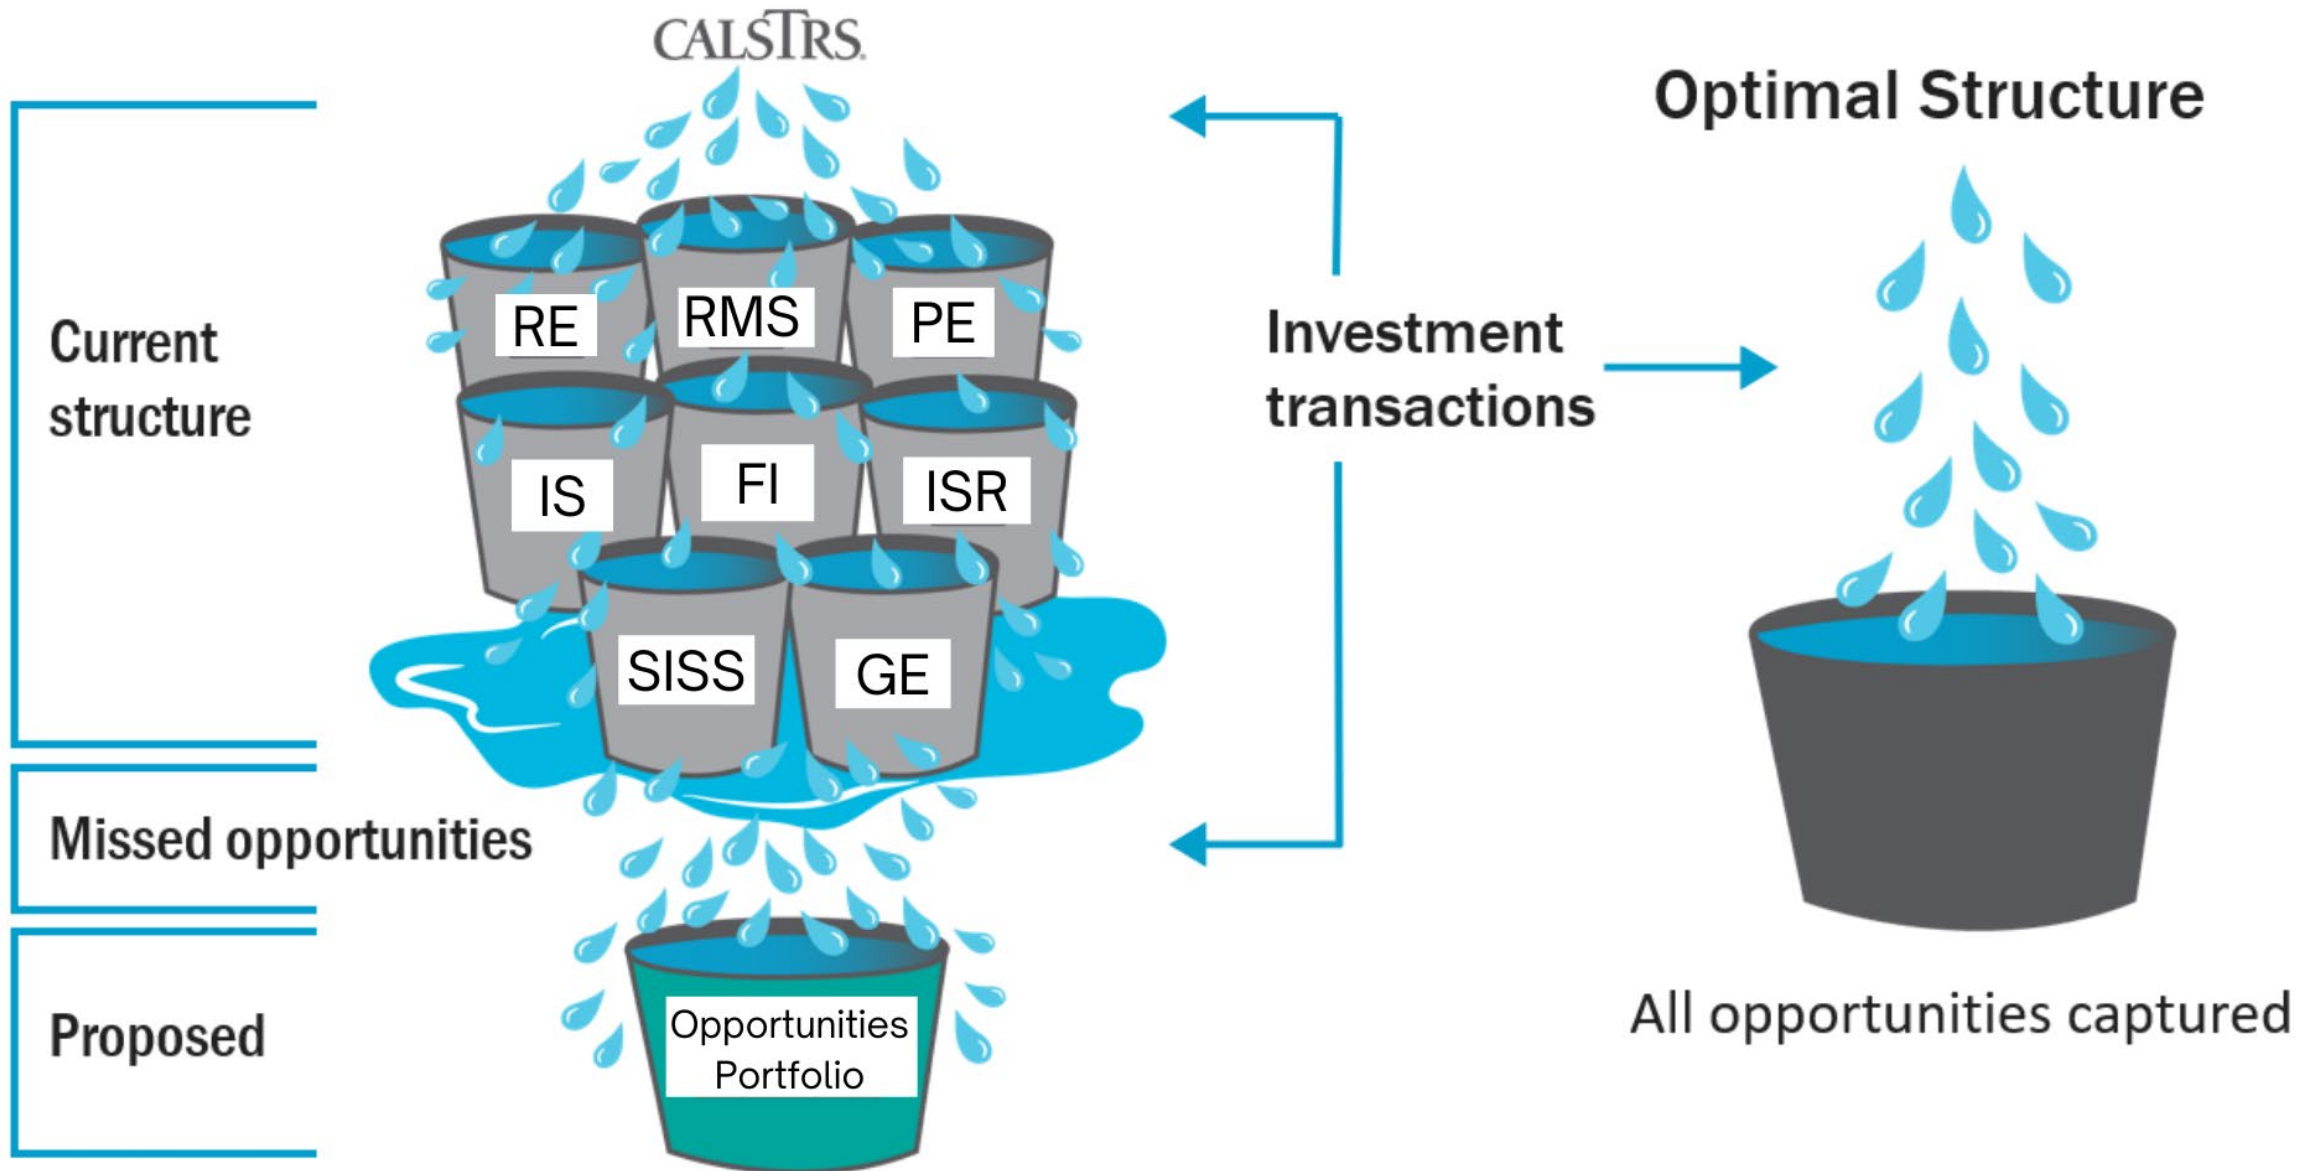 CALSTRS
Optimal Structure
Current
structure
RE
RMS
PE
IS
FI
ISR
SISS
GE
Investment
transactions
Missed opportunities
Proposed
Opportunities
Portfolio
All opportunities captured